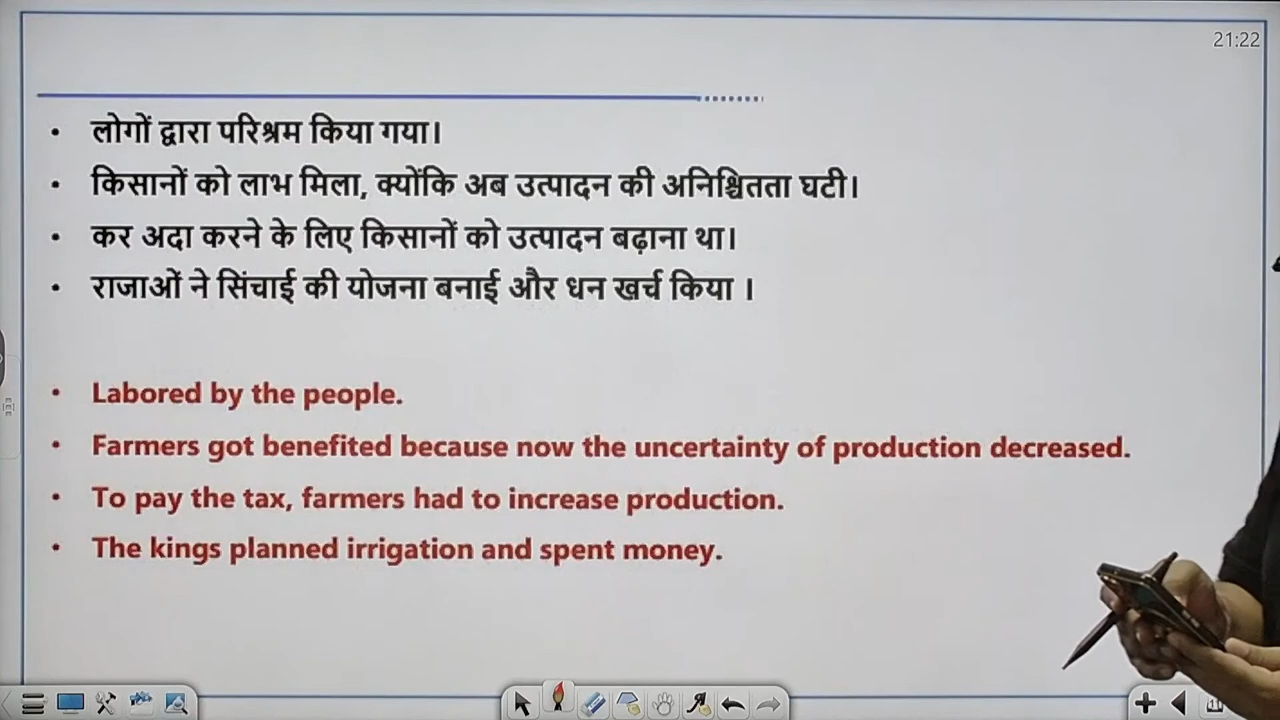 21:22
• लोगों द्वारा परिश्रम किया गया।
• किसानों को लाभ मिला, क्योंकि अब उत्पादन की अनिश्चितता घटी।
• कर अदा करने के लिए किसानों को उत्पादन बढ़ाना था।
• राजाओं ने सिंचाई की योजना बनाई और धन खर्च किया ।
• Labored by the people.
• Farmers got benefited because now the uncertainty of production decreased.
• To pay the tax, farmers had to increase production.
• The kings planned irrigation and spent money.